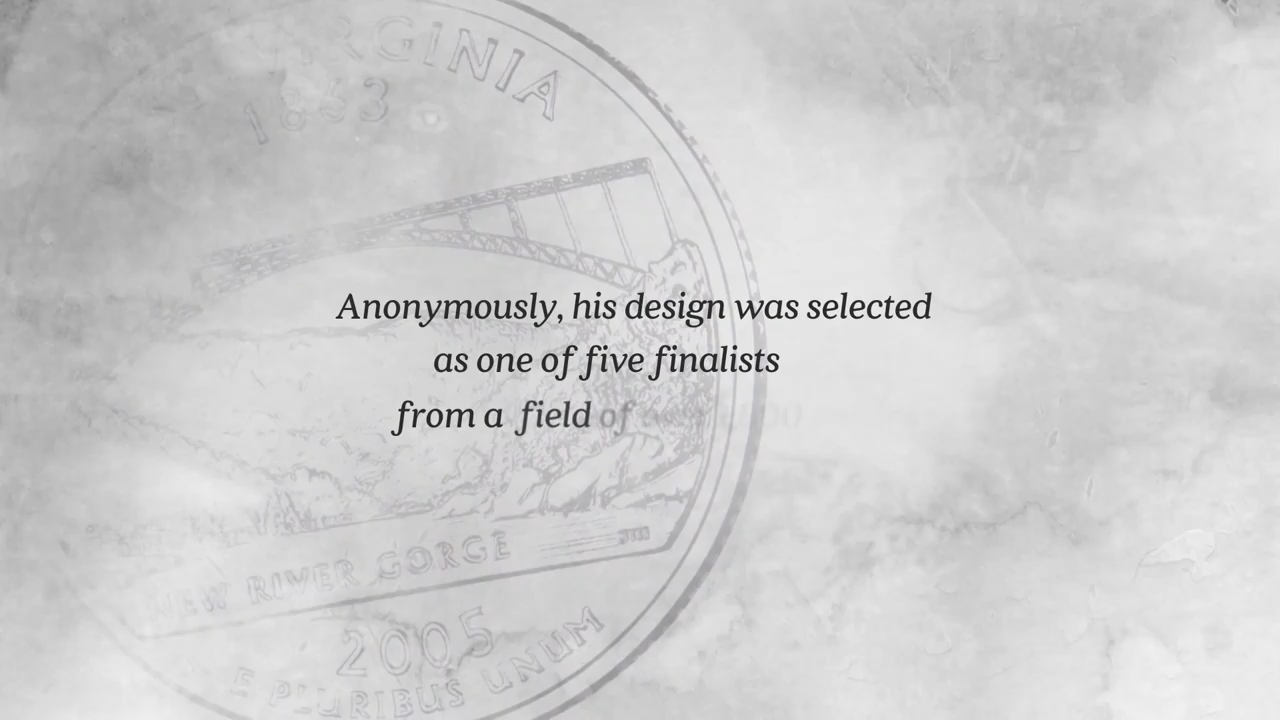 VIRGINIA
1863
Anonymously, his design was selected
as one of five finalists
from a field of
NEW RIVER GORGE
2005
E PLURIBUS UNUM